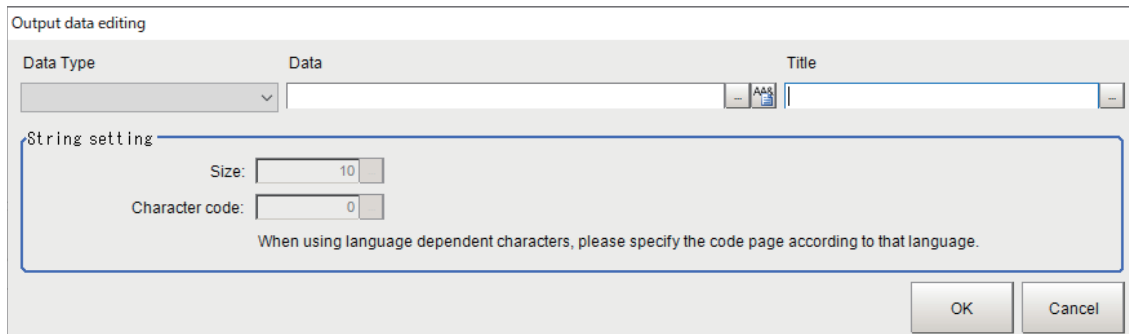 Output data editing
Data Type Data Title
... AA& ...
String setting
Size: 10
Character code: 0
When using language dependent characters, please specify the code page according to that language.
OK Cancel